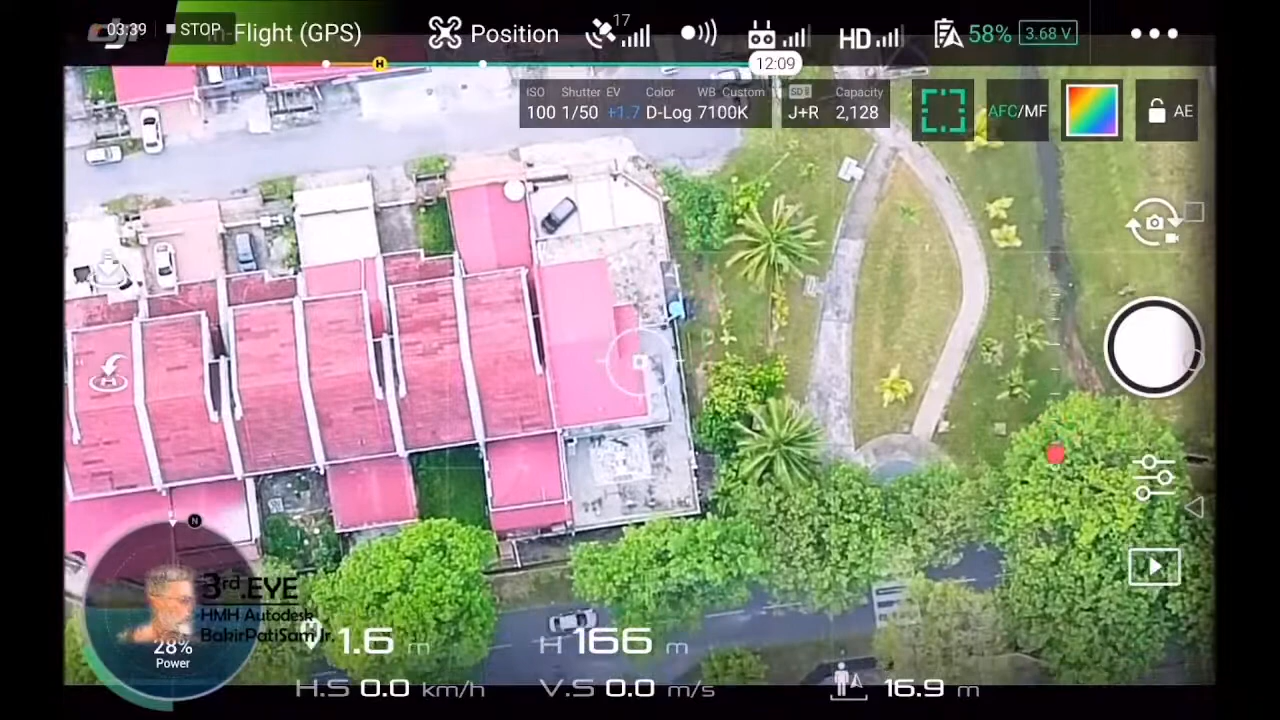 dji
03:39 STOP
n-Flight (GPS)
Position
17
HD
58% 3.68 V
H
12:09
ISO Shutter EV Color WB Custom
100 1/50 +1.7 D-Log 7100K
SD Capacity
J+R 2,128
AFC/MF
AE
H
N
3rd.EYE
HMH Autodesk
BakirPatiSam Jr.
28%
Power
H
1.6 m
H 166 m
H.S 0.0 km/h
V.S 0.0 m/s
16.9 m